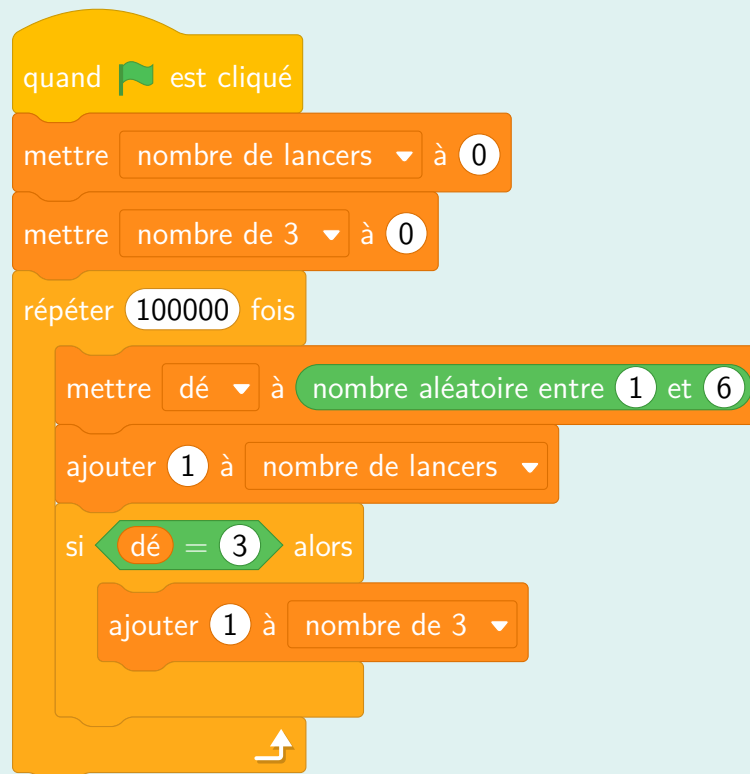 quand est cliqué
mettre nombre de lancers à 0
mettre nombre de 3 à 0
répéter 100000 fois
mettre dé à nombre aléatoire entre 1 et 6
ajouter 1 à nombre de lancers
si dé = 3 alors
ajouter 1 à nombre de 3